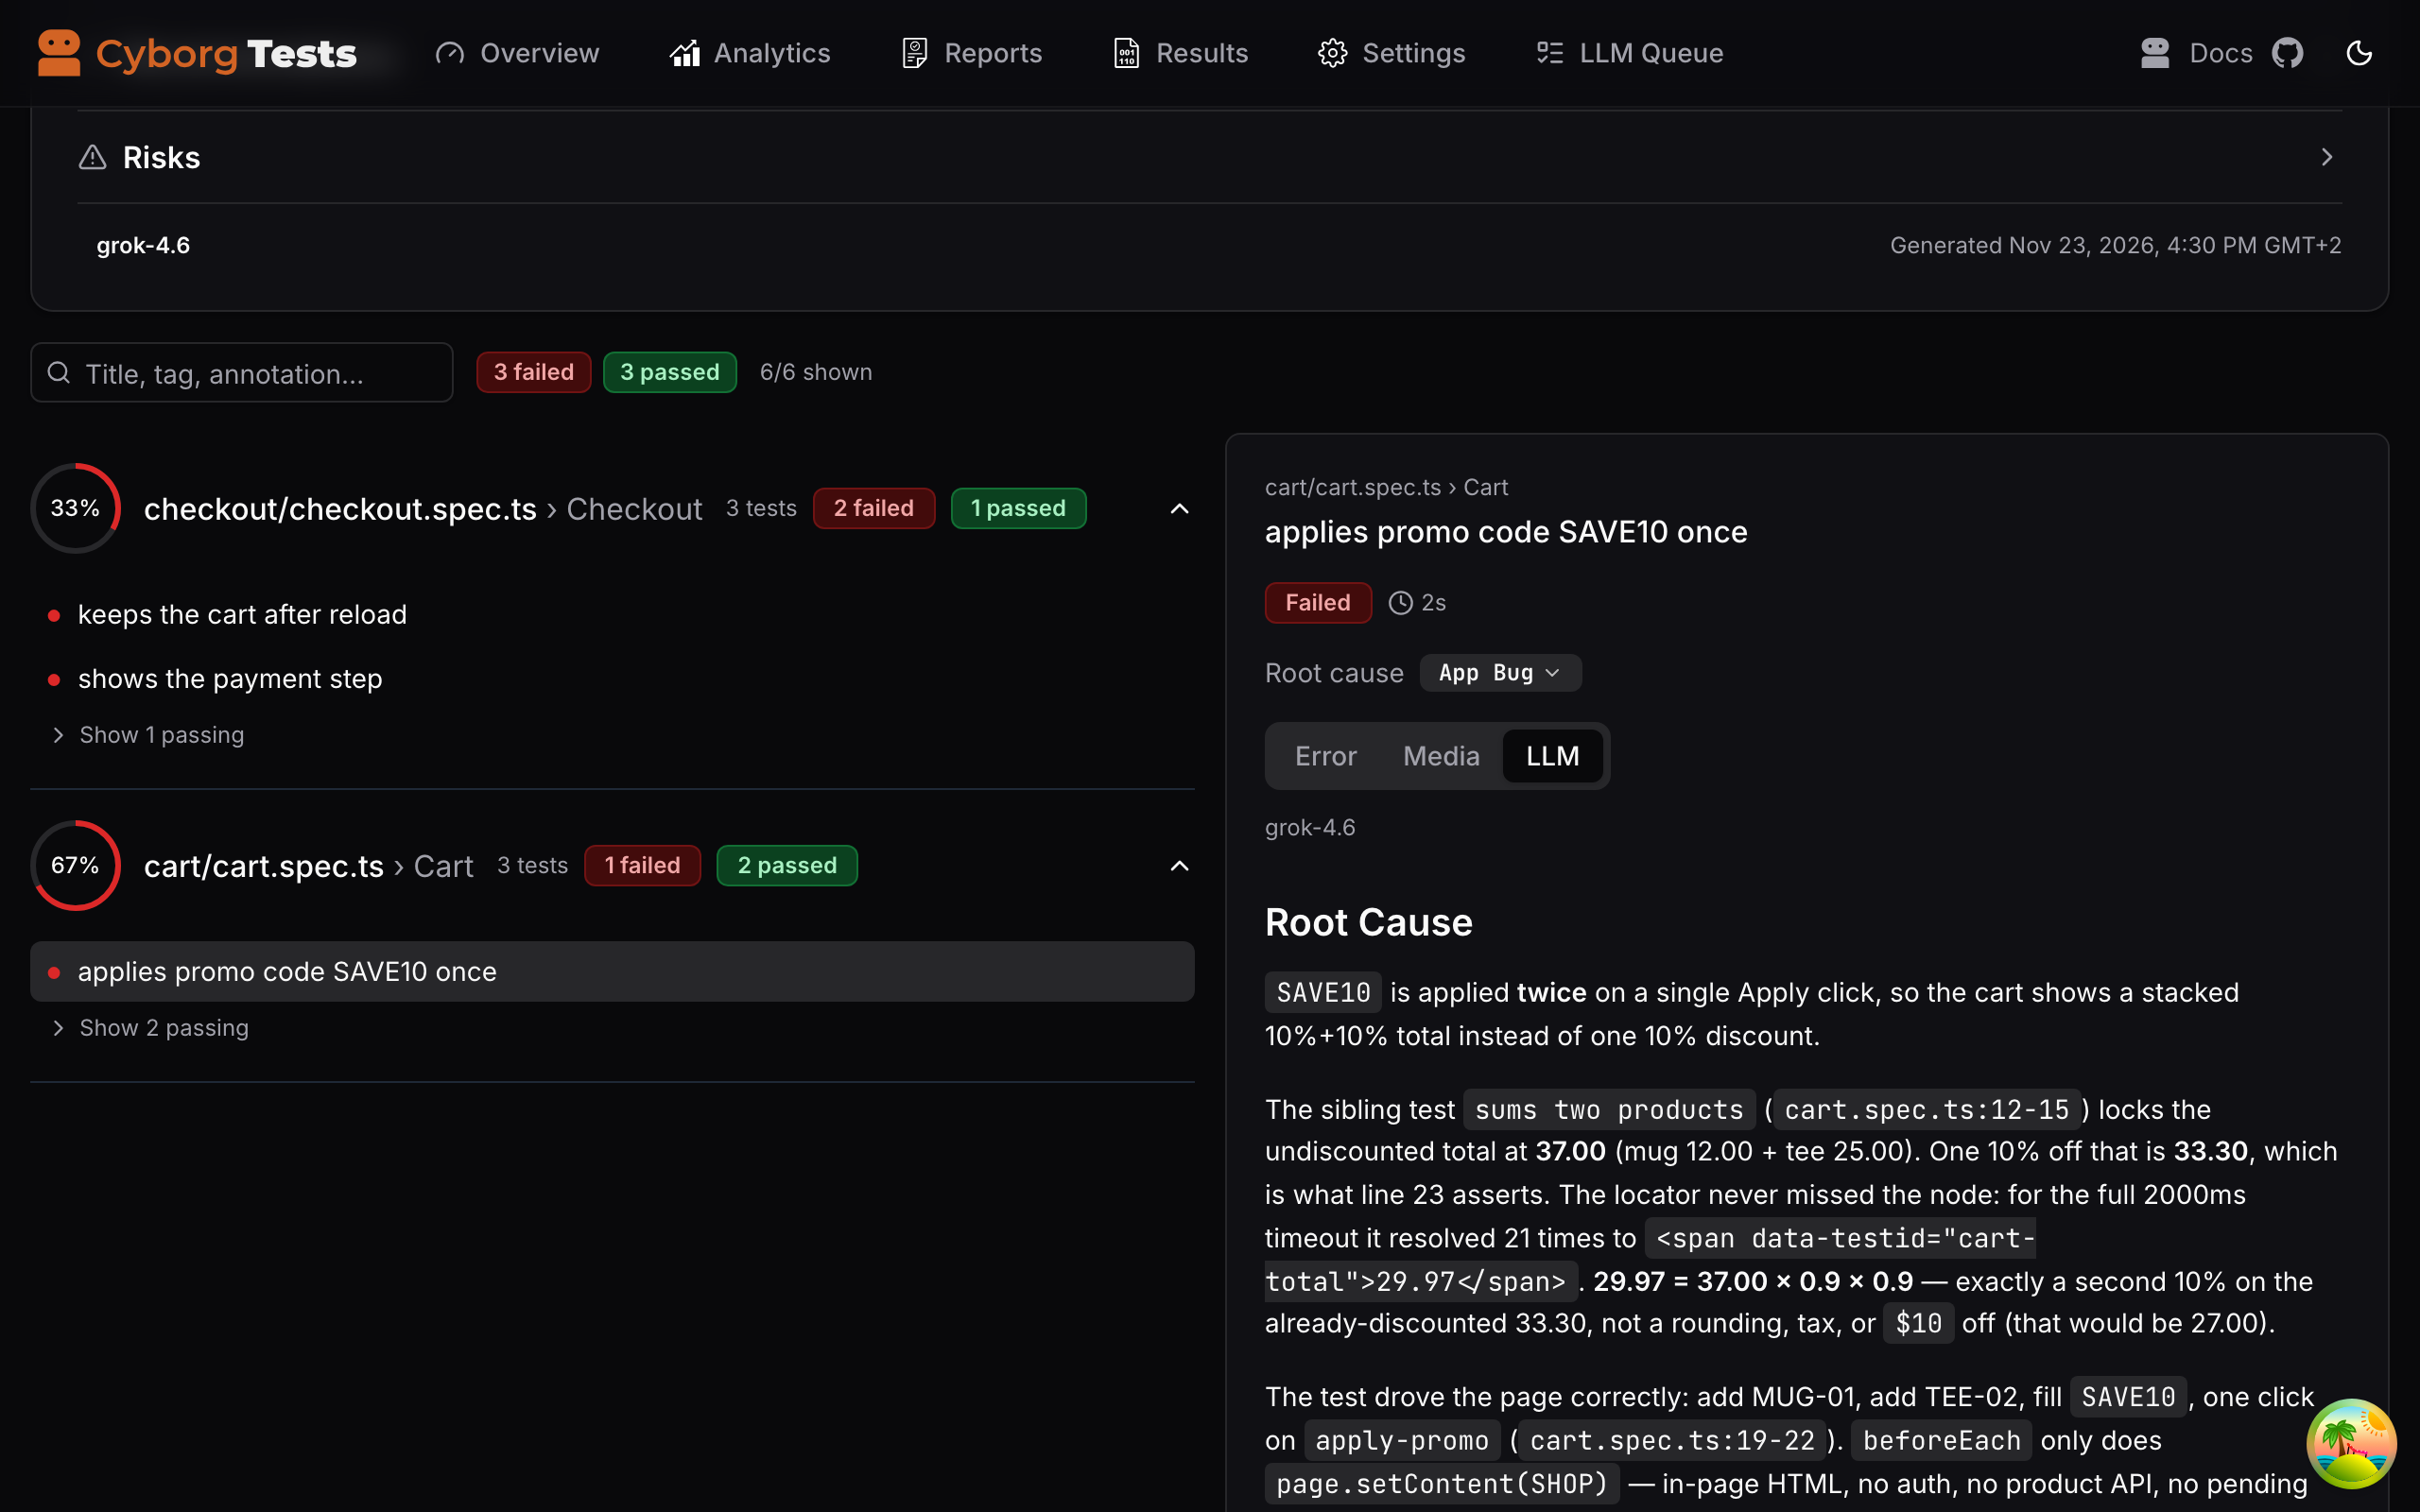 Cyborg Tests
Overview
Analytics
Reports
Results
Settings
LLM Queue
Docs
Risks
grok-4.6
Generated Nov 23, 2026, 4:30 PM GMT+2
Title, tag, annotation...
3 failed
3 passed
6/6 shown
33%
checkout/checkout.spec.ts › Checkout
3 tests
2 failed
1 passed
keeps the cart after reload
shows the payment step
Show 1 passing
67%
cart/cart.spec.ts › Cart
3 tests
1 failed
2 passed
applies promo code SAVE10 once
Show 2 passing
cart/cart.spec.ts › Cart
applies promo code SAVE10 once
Failed
2s
Root cause
App Bug
Error
Media
LLM
grok-4.6
Root Cause
SAVE10 is applied twice on a single Apply click, so the cart shows a stacked
10%+10% total instead of one 10% discount.
The sibling test sums two products (cart.spec.ts:12-15) locks the
undiscounted total at 37.00 (mug 12.00 + tee 25.00). One 10% off that is 33.30, which
is what line 23 asserts. The locator never missed the node: for the full 2000ms
timeout it resolved 21 times to <span data-testid="cart-
total">29.97</span>. 29.97 = 37.00 × 0.9 × 0.9 — exactly a second 10% on the
already-discounted 33.30, not a rounding, tax, or $10 off (that would be 27.00).
The test drove the page correctly: add MUG-01, add TEE-02, fill SAVE10, one click
on apply-promo (cart.spec.ts:19-22). beforeEach only does
page.setContent(SHOP) — in-page HTML, no auth, no product API, no pending